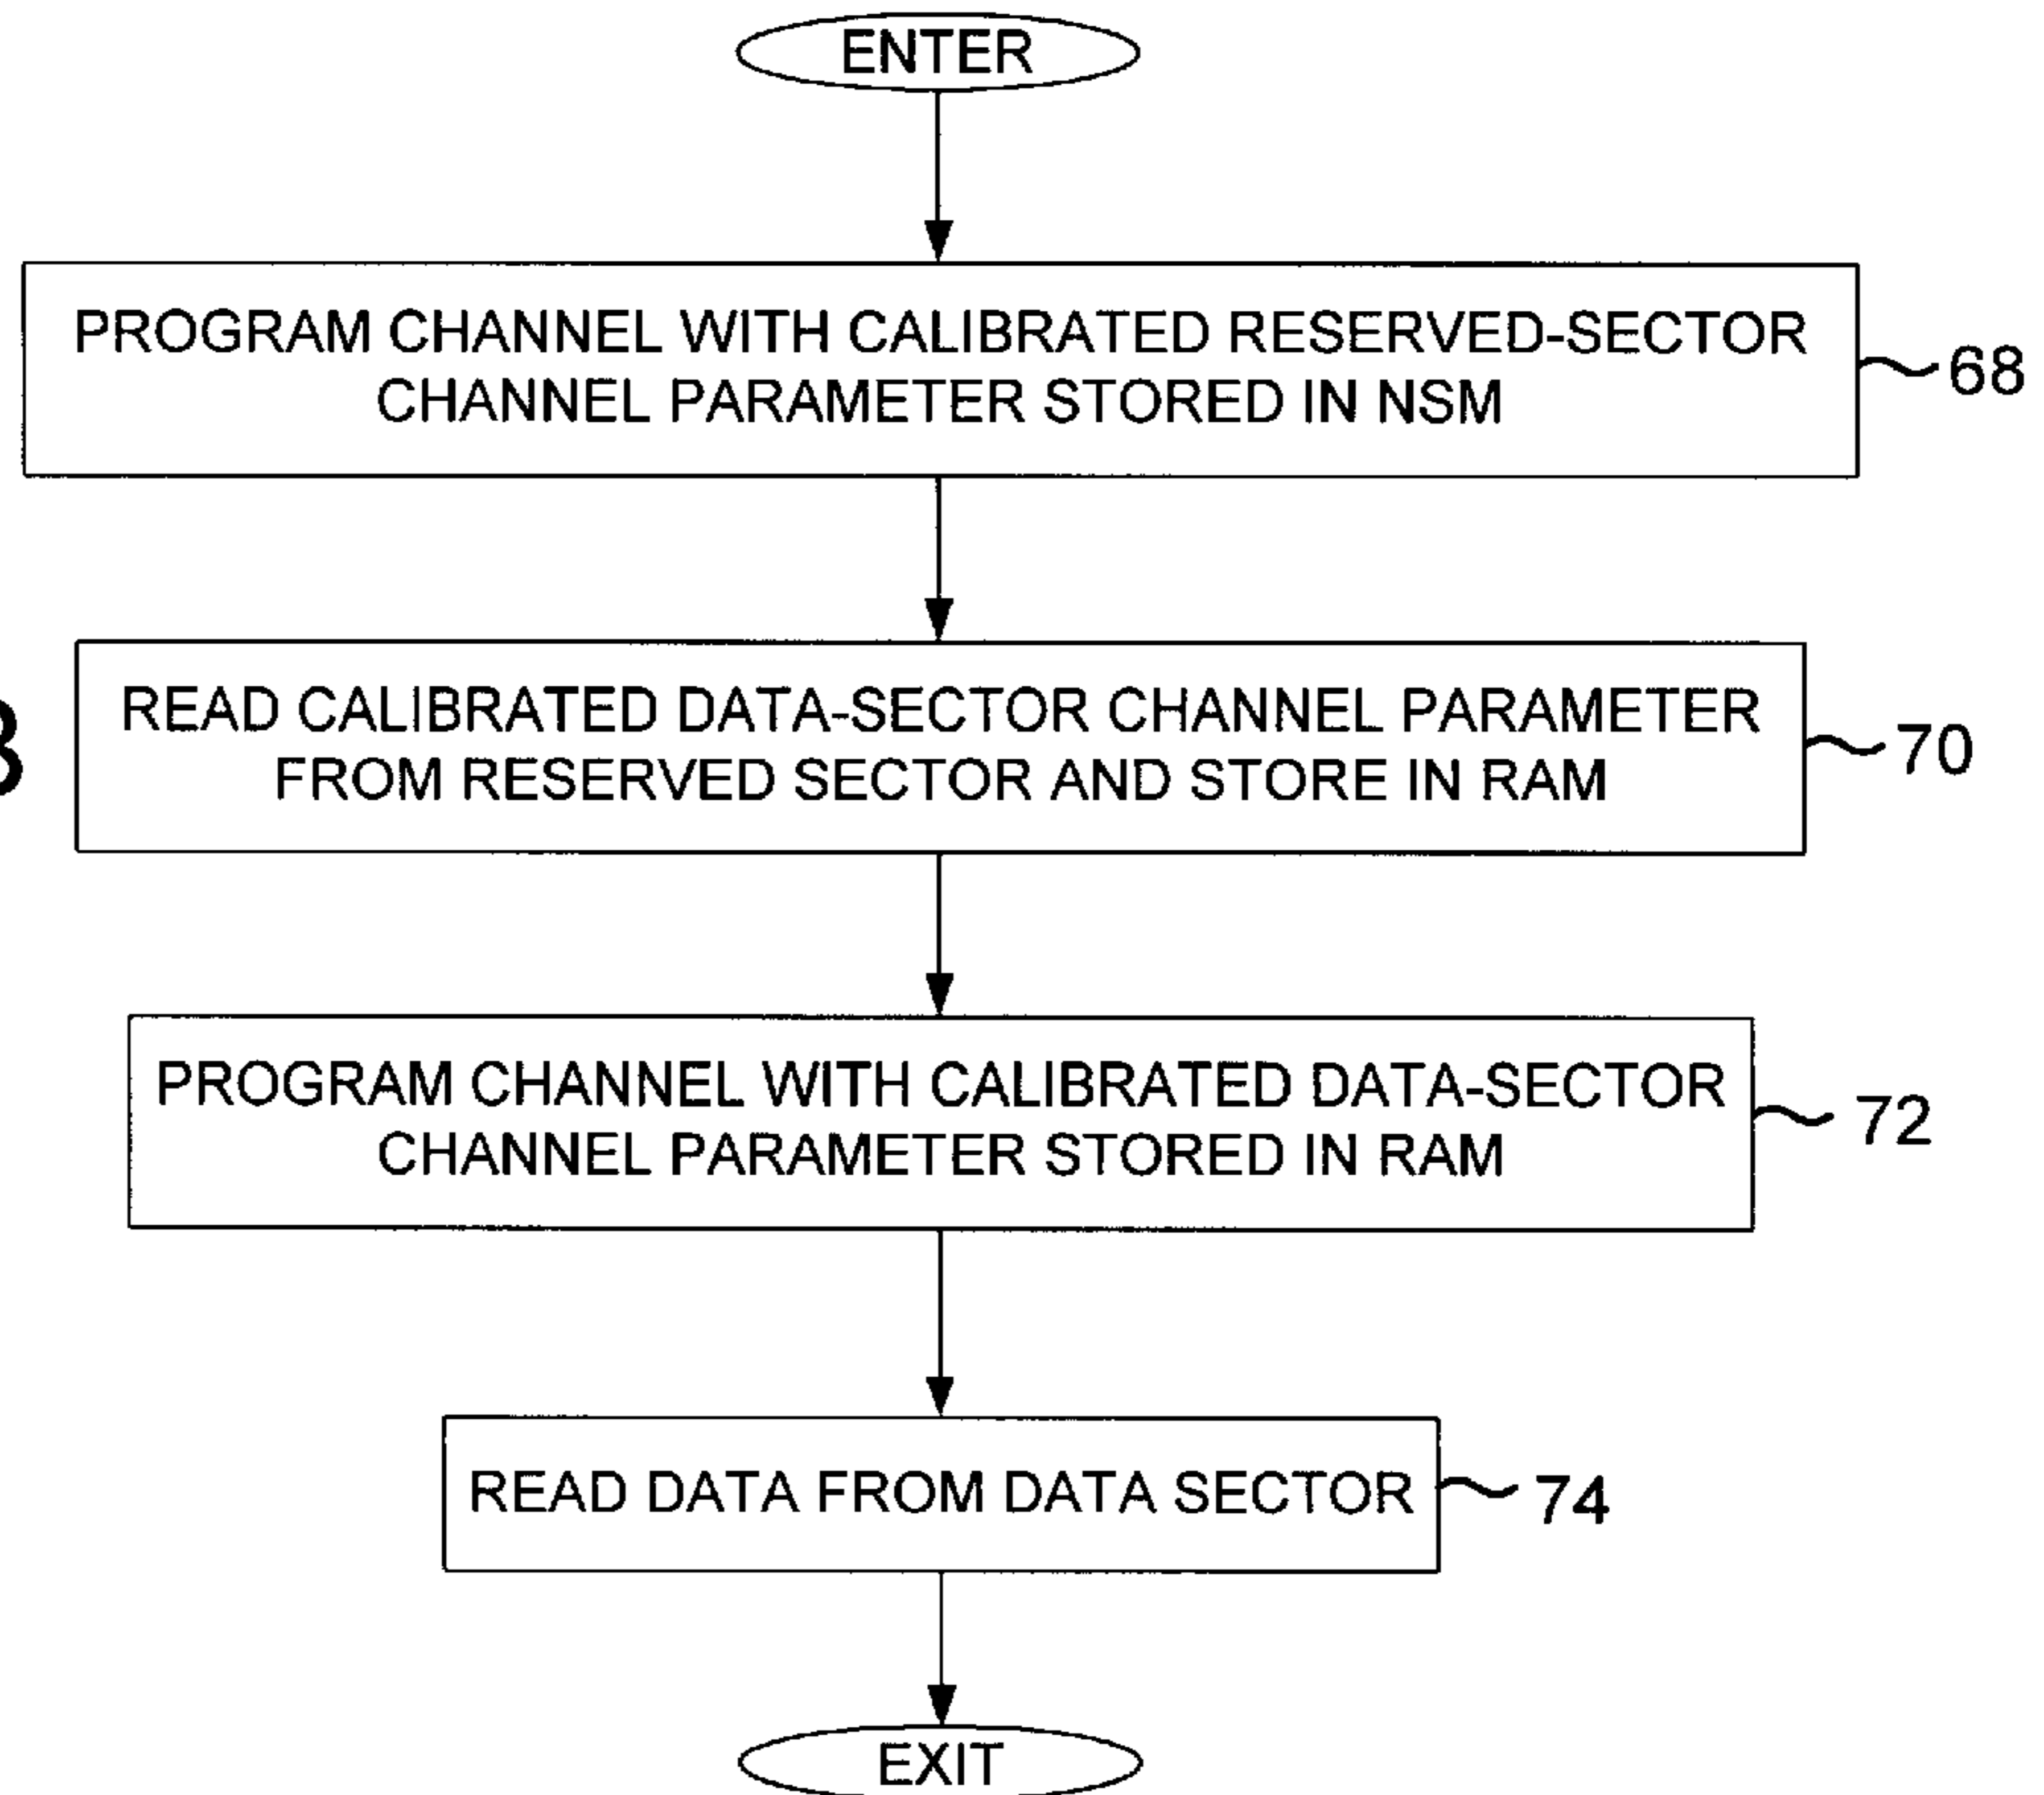 ENTER
PROGRAM CHANNEL WITH CALIBRATED RESERVED-SECTOR
CHANNEL PARAMETER STORED IN NSM
68
READ CALIBRATED DATA-SECTOR CHANNEL PARAMETER
FROM RESERVED SECTOR AND STORE IN RAM
70
PROGRAM CHANNEL WITH CALIBRATED DATA-SECTOR
CHANNEL PARAMETER STORED IN RAM
72
READ DATA FROM DATA SECTOR
74
EXIT